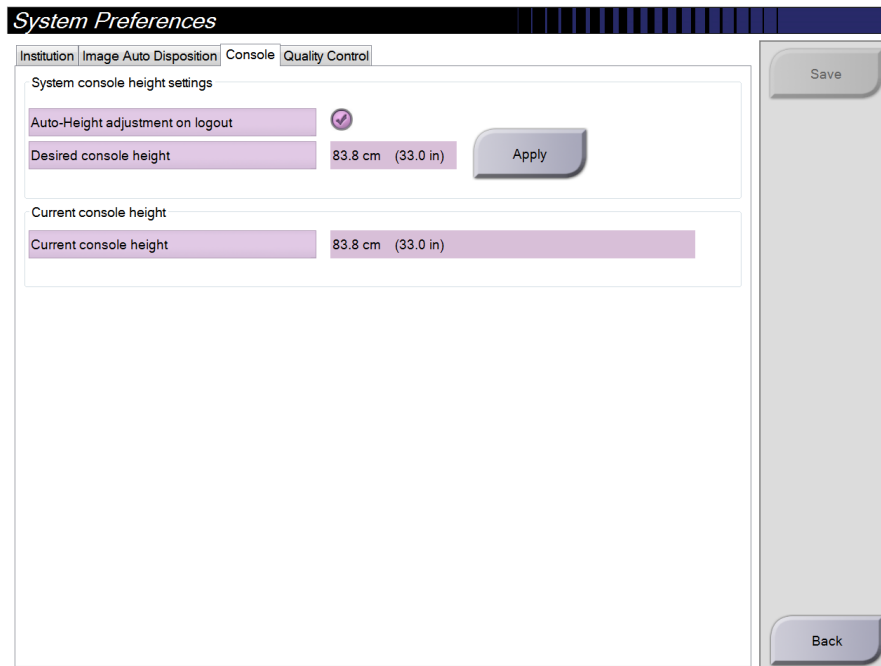 System Preferences
Institution Image Auto Disposition Console Quality Control
Save
System console height settings
Auto-Height adjustment on logout
Desired console height 83.8 cm (33.0 in) Apply
Current console height
Current console height 83.8 cm (33.0 in)
Back